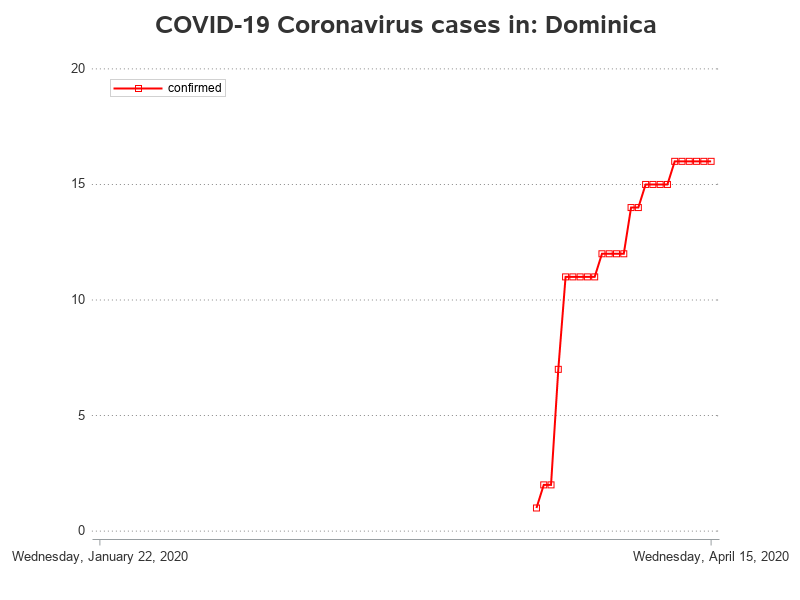 COVID-19 Coronavirus cases in: Dominica
20
confirmed
15
10
5
0
Wednesday, January 22, 2020 Wednesday, April 15, 2020